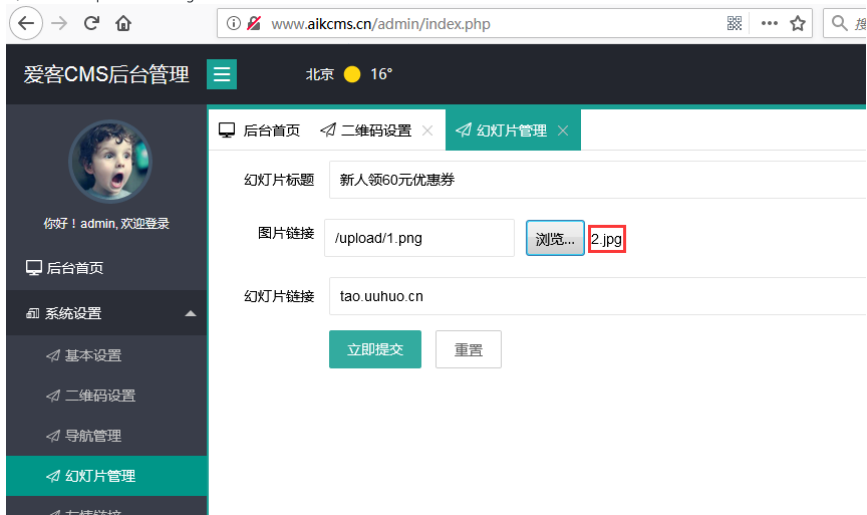 www.aikcms.cn/admin/index.php
爱客CMS后台管理
北京 16°
后台首页 二维码设置 幻灯片管理
幻灯片标题 新人领60元优惠券
图片链接 /upload/1.png 浏览... 2.jpg
幻灯片链接 tao.uuhuo.cn
立即提交 重置
你好！admin, 欢迎登录
后台首页
系统设置
基本设置
二维码设置
导航管理
幻灯片管理